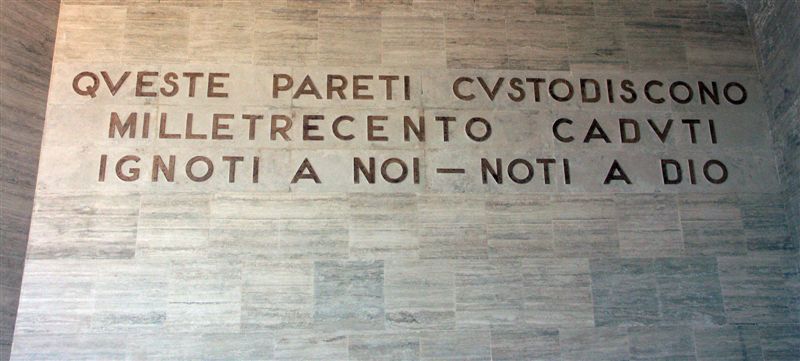 QVESTE PARETI CVSTODISCONO
MILLETRECENTO CADVTI
IGNOTI A NOI — NOTI A DIO